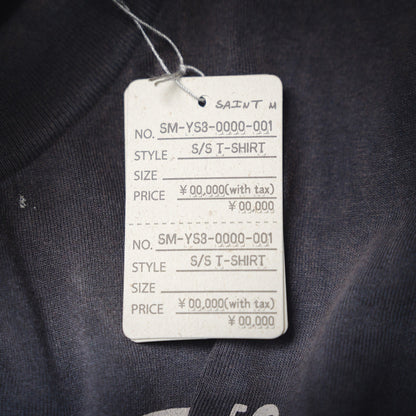 SAINT M
NO. SM-YS3-0000-001
STYLE S/S T-SHIRT
SIZE
PRICE ¥00,000(with tax)
¥00,000
NO. SM-YS3-0000-001
STYLE S/S T-SHIRT
SIZE
PRICE ¥00,000(with tax)
¥00,000